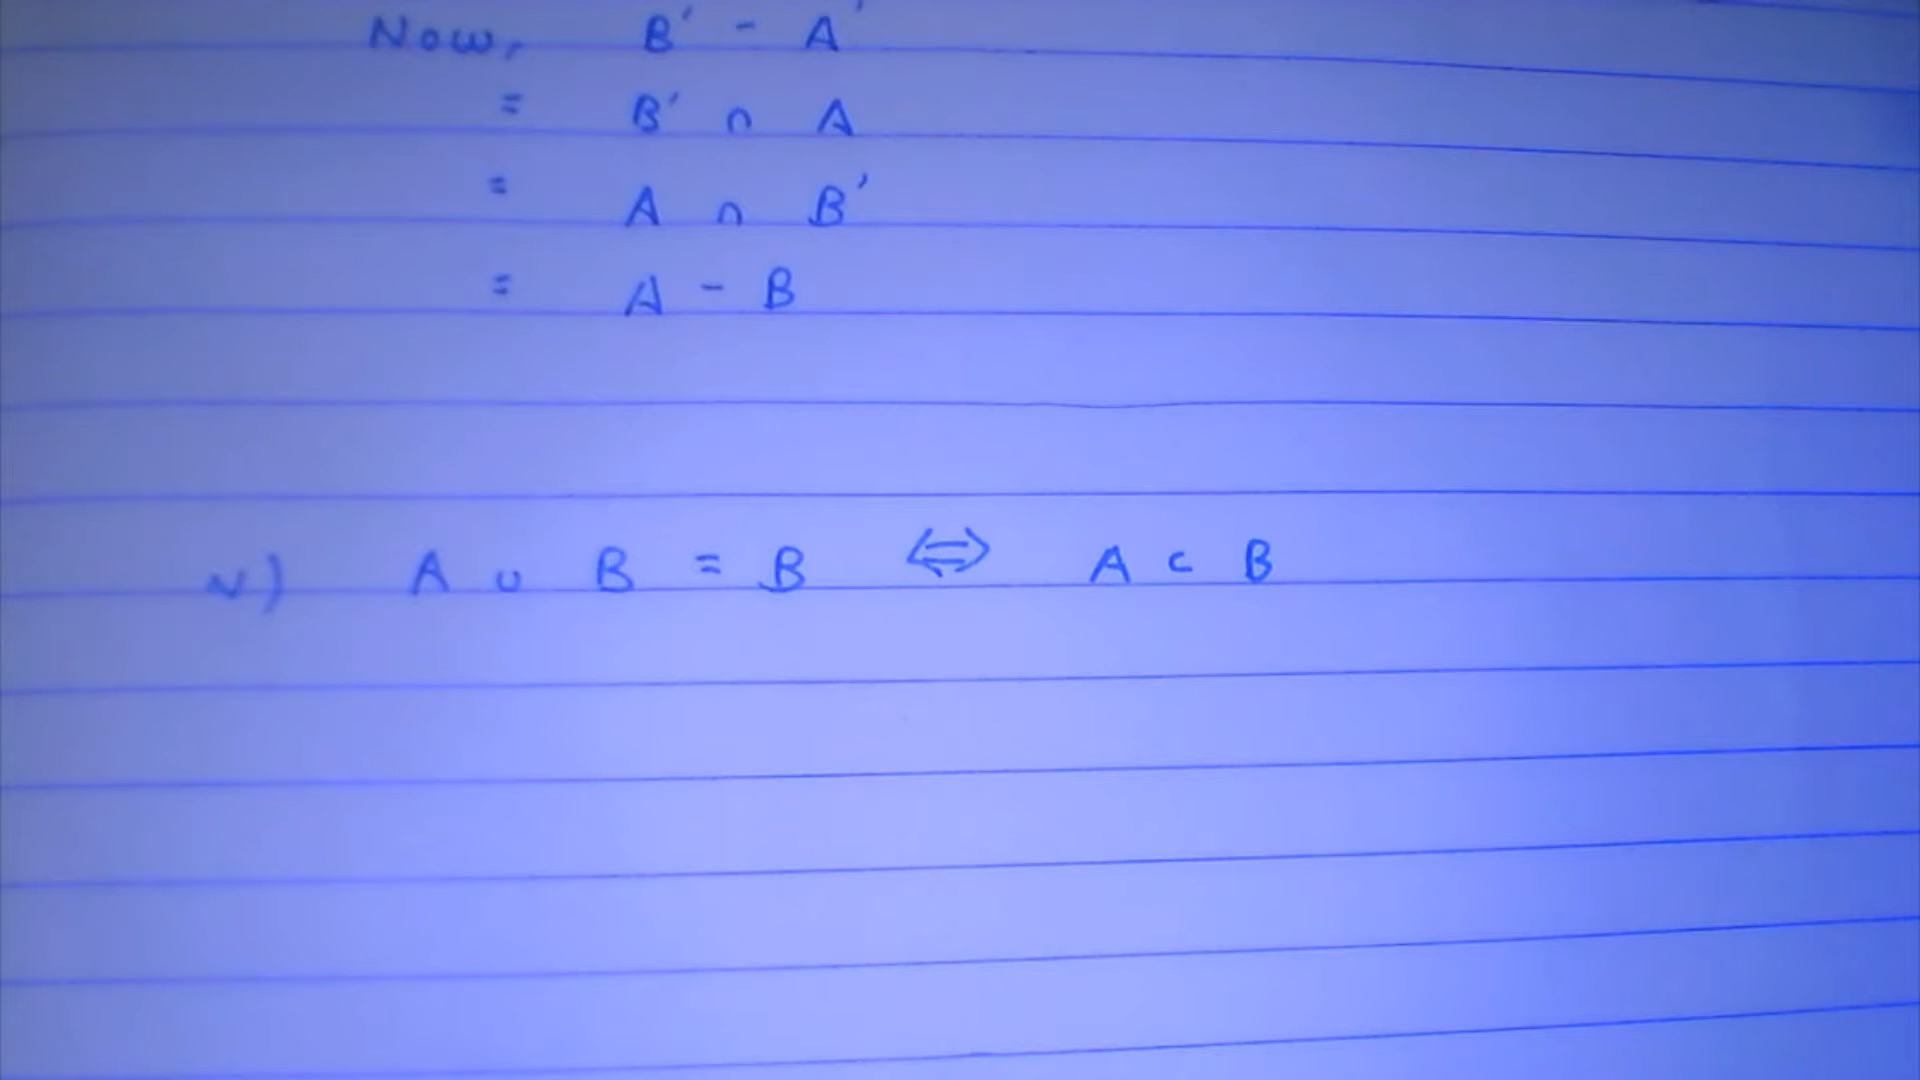 Now, B' - A'
= B' ∩ A
= A ∩ B'
= A - B
v) A ∪ B = B ⇔ A ⊂ B